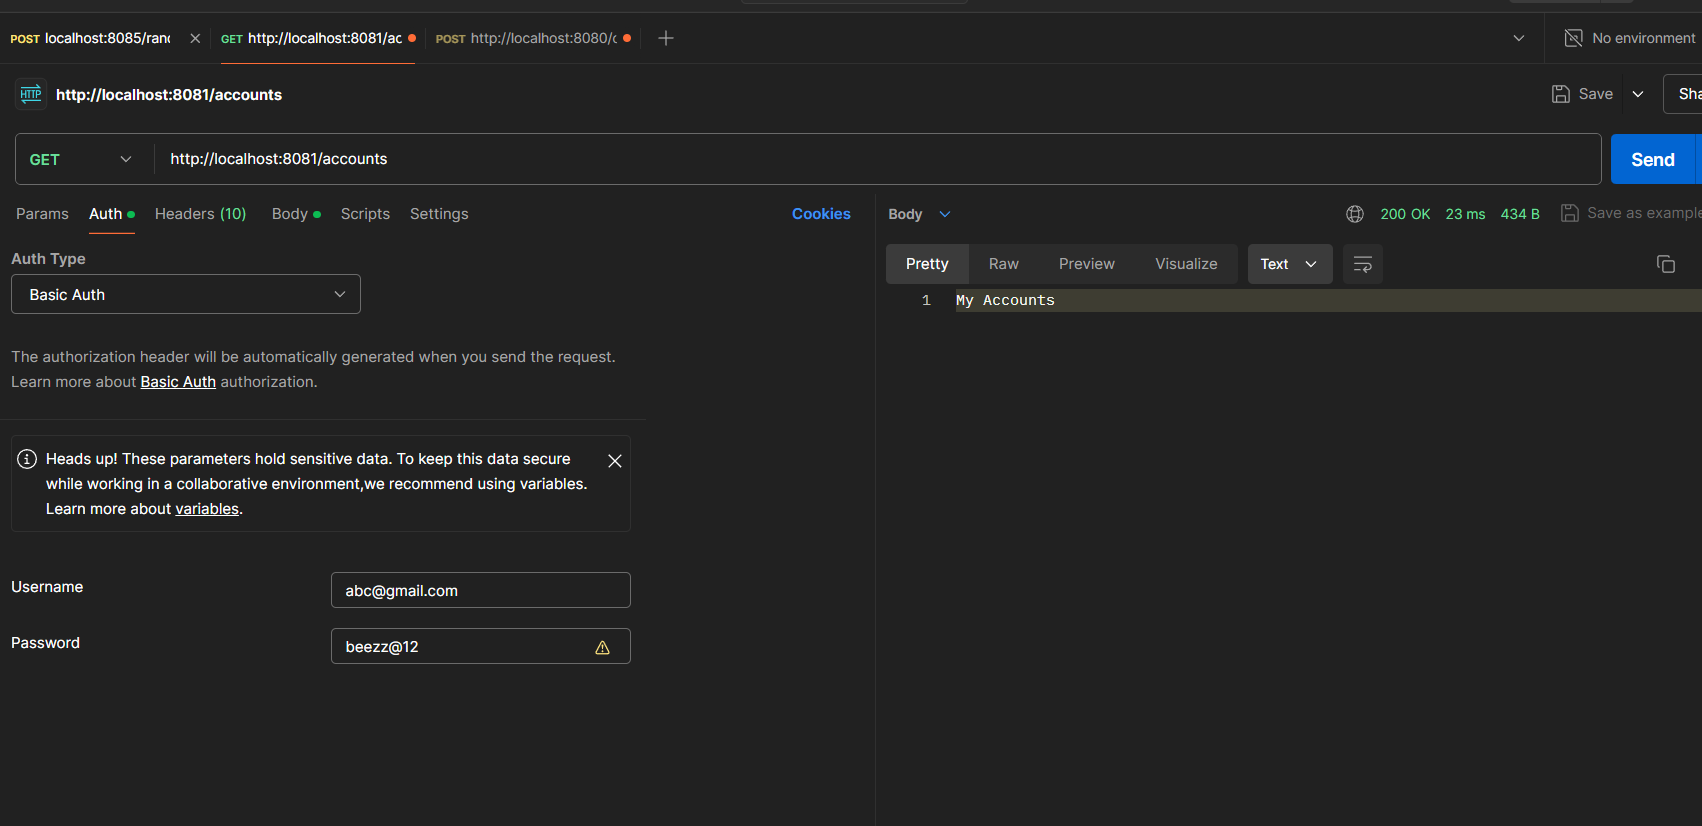 POST localhost:8085/ran
GET http://localhost:8081/ac
POST http://localhost:8080/
No environment
HTTP http://localhost:8081/accounts
Save
Sha
GET http://localhost:8081/accounts
Send
Params Auth Headers (10) Body Scripts Settings Cookies
Body 200 OK 23 ms 434 B Save as example
Auth Type
Pretty Raw Preview Visualize Text
Basic Auth
1 My Accounts
The authorization header will be automatically generated when you send the request.
Learn more about Basic Auth authorization.
Heads up! These parameters hold sensitive data. To keep this data secure
while working in a collaborative environment,we recommend using variables.
Learn more about variables.
Username abc@gmail.com
Password beezz@12